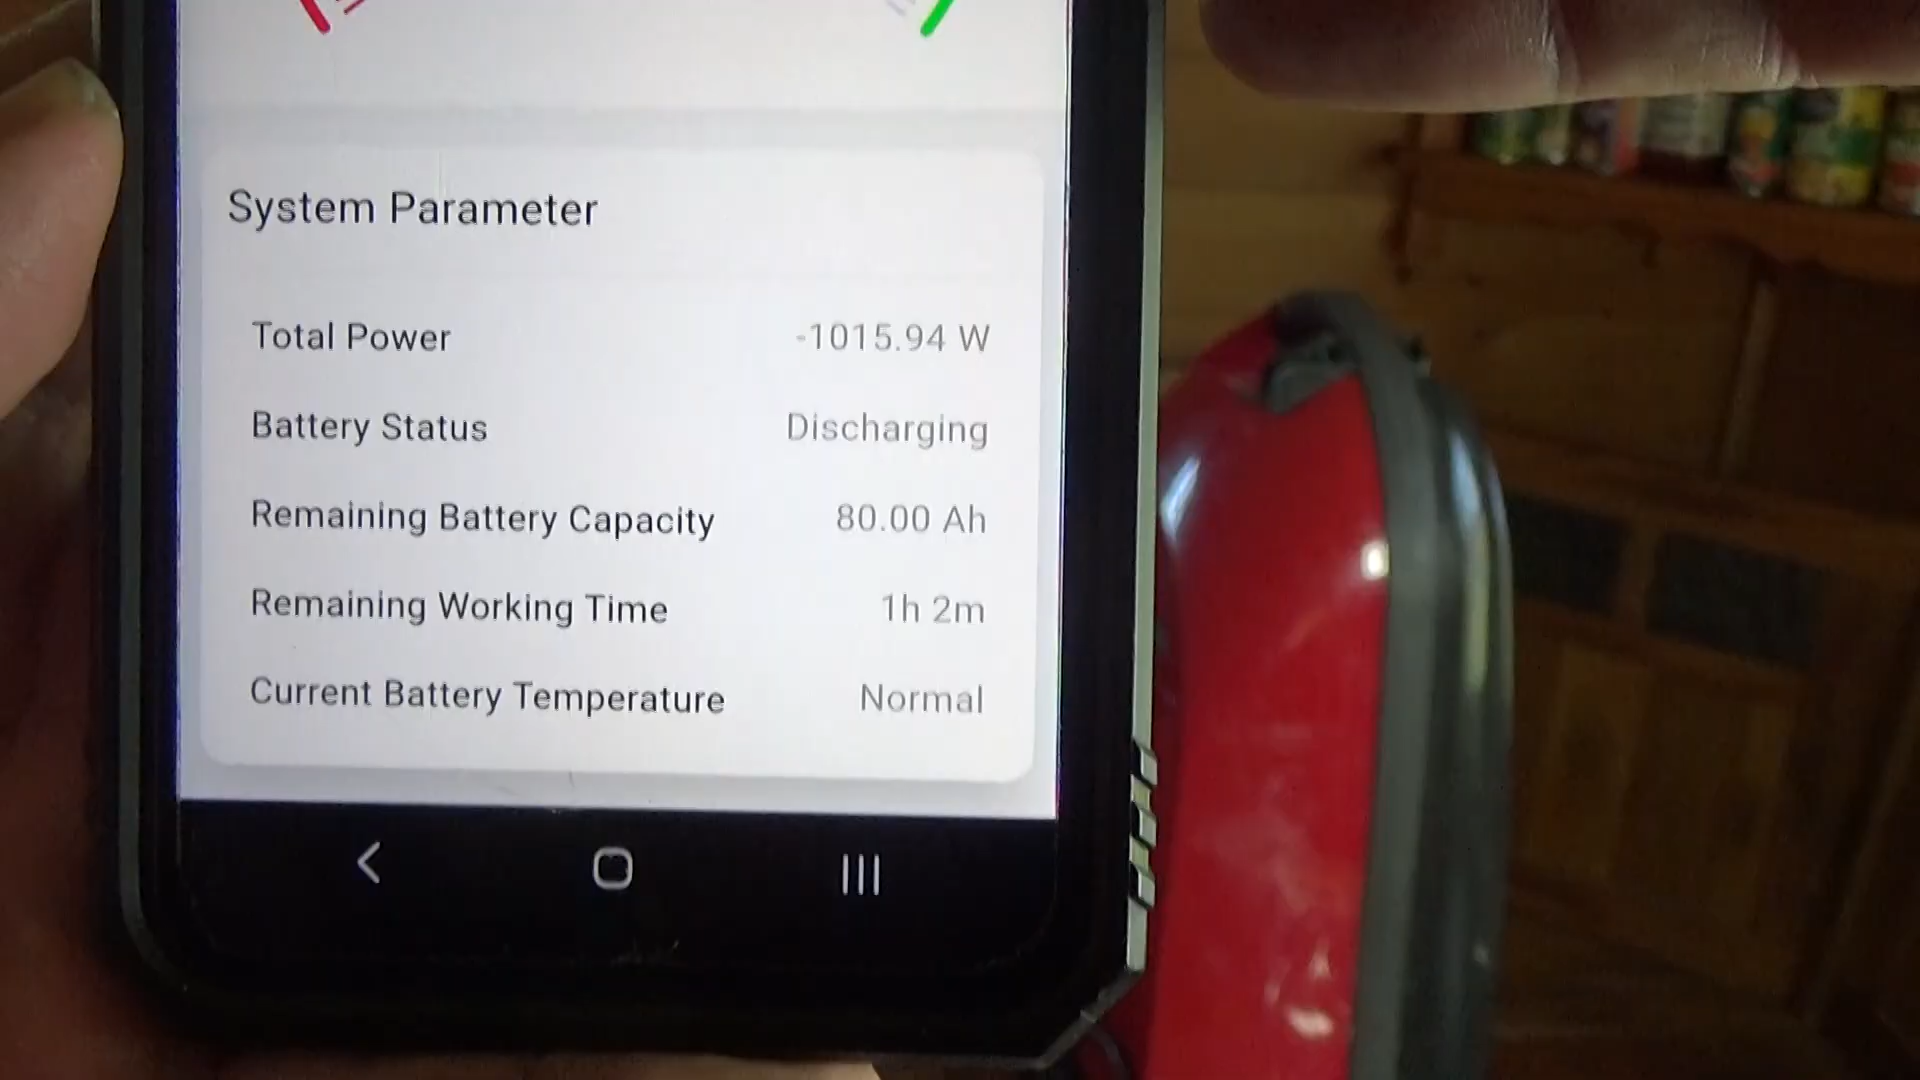 System Parameter
Total Power -1015.94 W
Battery Status Discharging
Remaining Battery Capacity 80.00 Ah
Remaining Working Time 1h 2m
Current Battery Temperature Normal